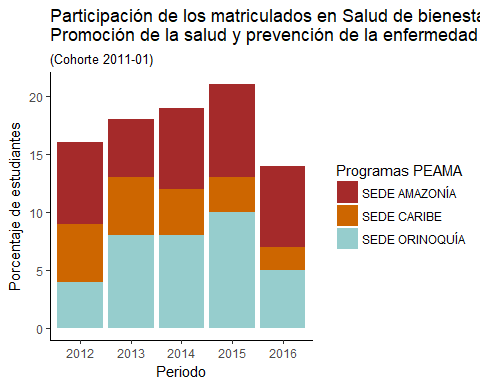 Participación de los matriculados en Salud de bienesta
Promoción de la salud y prevención de la enfermedad
(Cohorte 2011-01)
Porcentaje de estudiantes
20
15
10
5
0
2012 2013 2014 2015 2016
Periodo
Programas PEAMA
SEDE AMAZONÍA
SEDE CARIBE
SEDE ORINOQUÍA